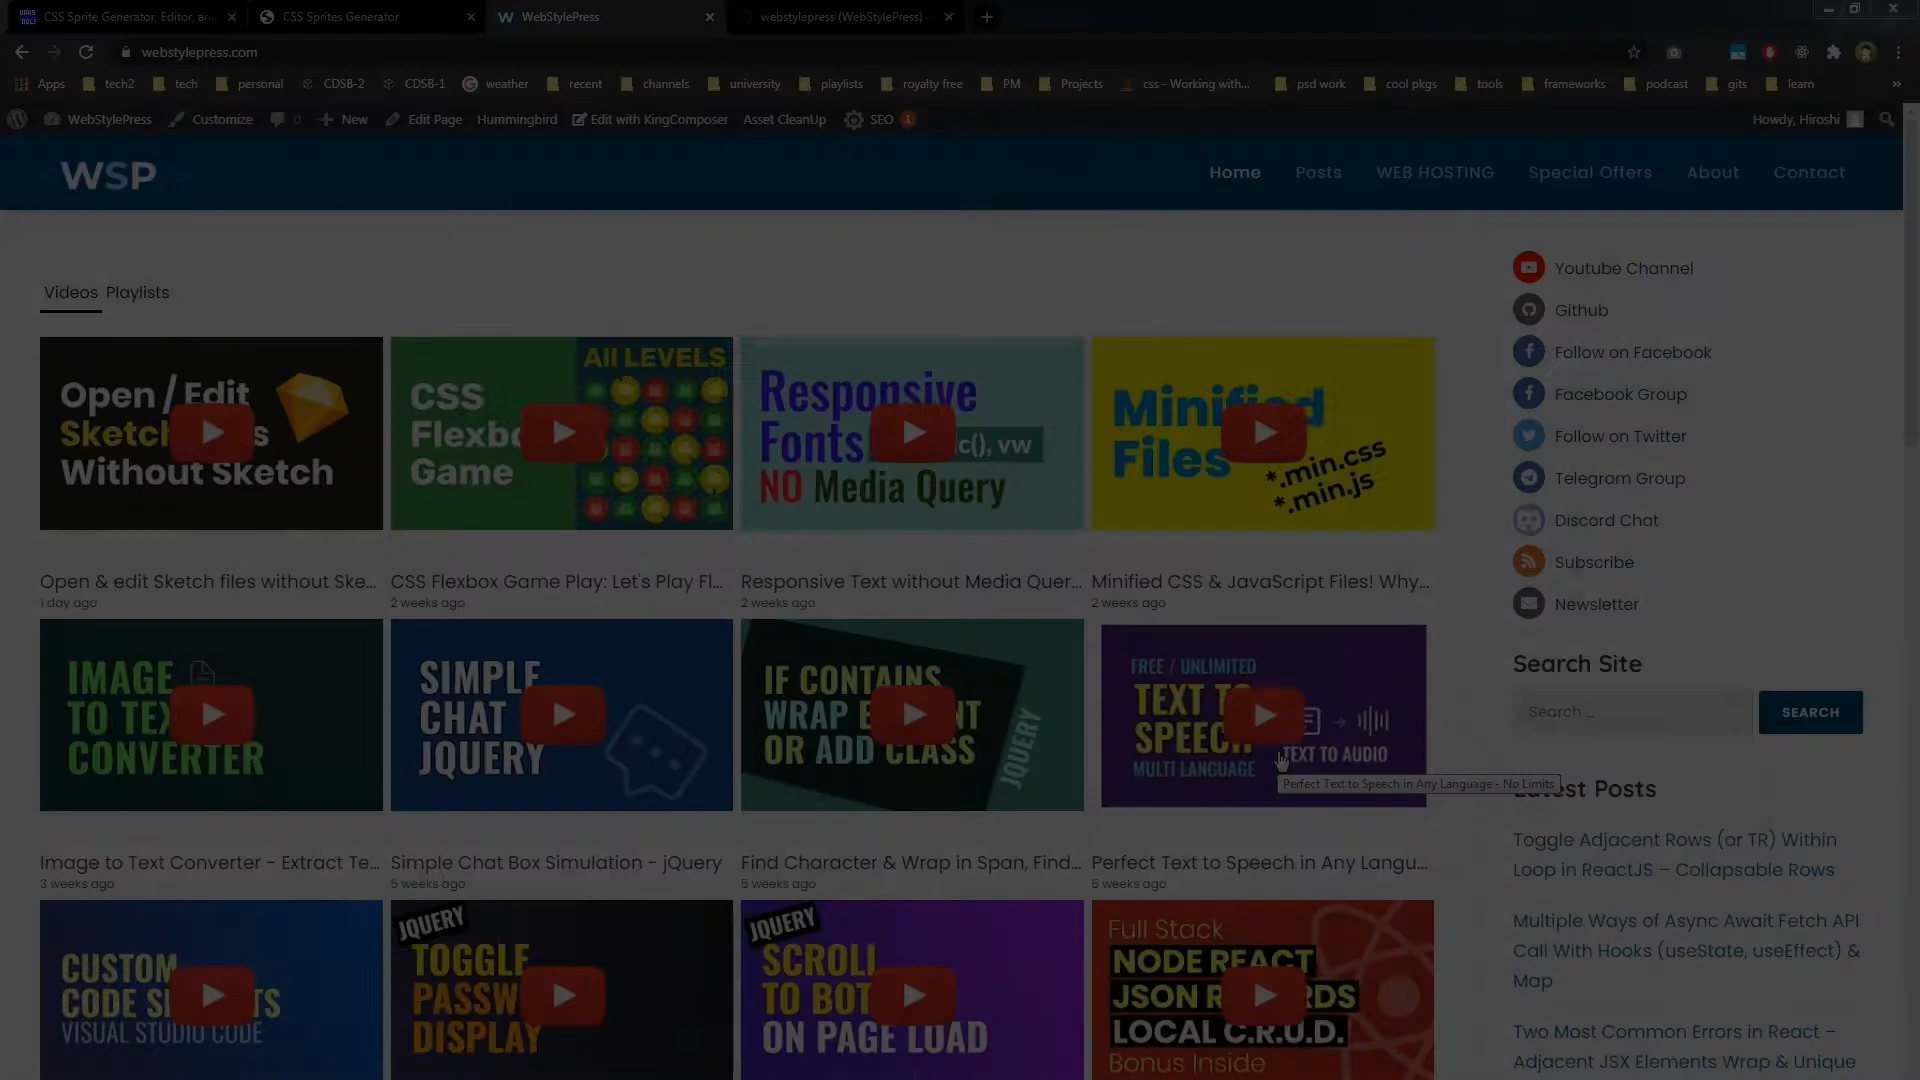 CSS Sprite Generator, Editor, an
CSS Sprites Generator
WebStylePress
webstylepress (WebStylePress) ·
webstylepress.com
Apps
tech2
tech
personal
CDSB-2
CDSB-1
weather
recent
channels
university
playlists
royalty free
PM
Projects
css - Working with...
psd work
cool pkgs
tools
frameworks
podcast
gits
learn
»
WebStylePress
Customize
0
New
Edit Page
Hummingbird
Edit with KingComposer
Asset CleanUp
SEO
1
Howdy, Hiroshi
WSP
Home
Posts
WEB HOSTING
Special Offers
About
Contact
Videos Playlists
Open / Edit
Without Sketch
CSS
Game
All LEVELS
Responsive
Fonts
c(), vw
NO Media Query
Files
*.min.css
*.min.js
Open & edit Sketch files without Ske...
1 day ago
CSS Flexbox Game Play: Let's Play Fl...
2 weeks ago
Responsive Text without Media Quer...
2 weeks ago
Minified CSS & JavaScript Files! Why...
2 weeks ago
IMAGE
CONVERTER
SIMPLE
CHAT
JQUERY
IF CONTAINS
OR ADD CLASS
JQUERY
FREE / UNLIMITED
TEXT TO
SPEECH
MULTI LANGUAGE
TEXT TO AUDIO
Perfect Text to Speech in Any Language - No Limits
Image to Text Converter - Extract Te...
3 weeks ago
Simple Chat Box Simulation - jQuery
5 weeks ago
Find Character & Wrap in Span, Find...
5 weeks ago
Perfect Text to Speech in Any Langu...
5 weeks ago
CUSTOM
VISUAL STUDIO CODE
JQUERY
TOGGLE
DISPLAY
JQUERY
SCROLL
ON PAGE LOAD
Full Stack
NODE REACT
LOCAL C.R.U.D.
Bonus Inside
Youtube Channel
Github
Follow on Facebook
Facebook Group
Follow on Twitter
Telegram Group
Discord Chat
Subscribe
Newsletter
Search Site
Search ...
SEARCH
Latest Posts
Toggle Adjacent Rows (or TR) Within
Loop in ReactJS – Collapsable Rows
Multiple Ways of Async Await Fetch API
Call With Hooks (useState, useEffect) &
Map
Two Most Common Errors in React –
Adjacent JSX Elements Wrap & Unique